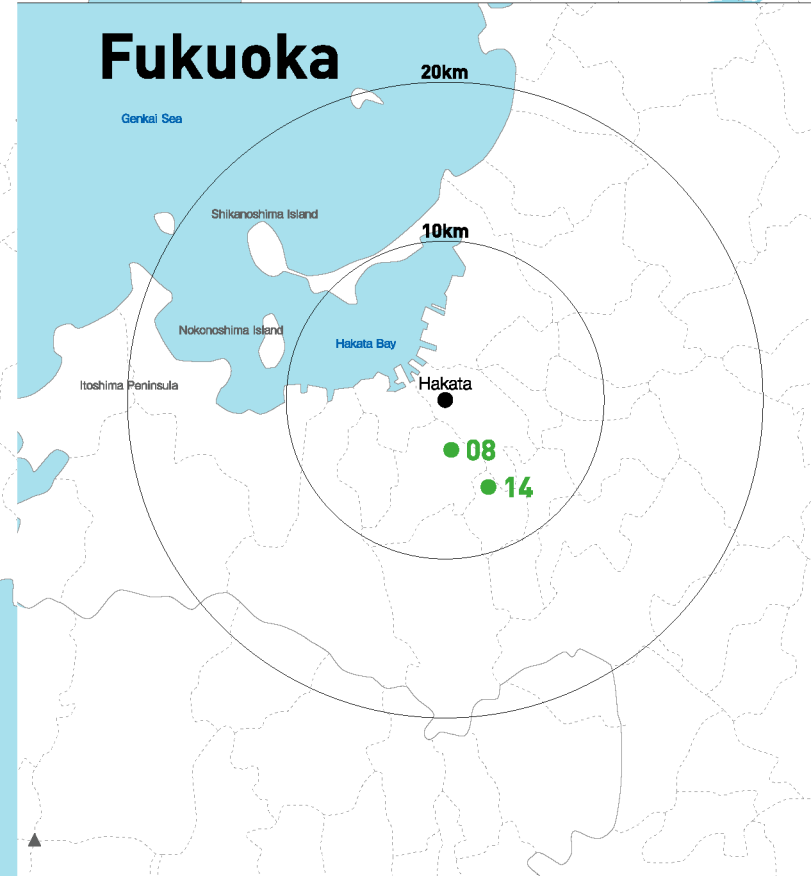 Fukuoka
20km
Genkai Sea
Shikanoshima Island
10km
Nokonoshima Island
Hakata Bay
Itoshima Peninsula
Hakata
08
14